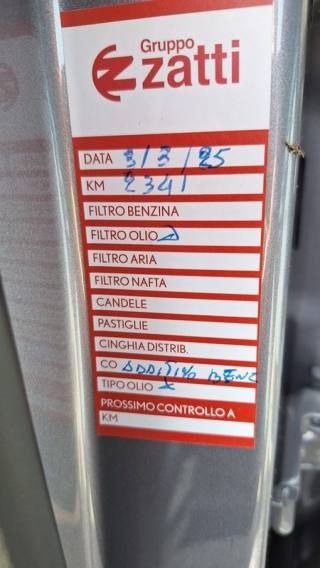 Gruppo
zatti
DATA 3/3/25
KM 2341
FILTRO BENZINA
FILTRO OLIO
FILTRO ARIA
FILTRO NAFTA
CANDELE
PASTIGLIE
CINGHIA DISTRIB.
CO
TIPO OLIO
PROSSIMO CONTROLLO A
KM